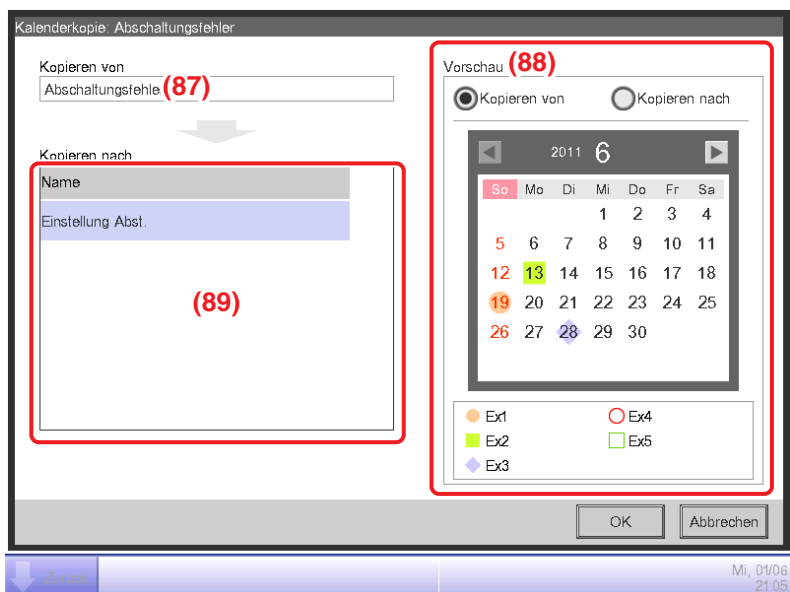 Kalenderkopie: Abschaltungsfehler
Kopieren von
Abschaltungsfehle (87)
Kopieren nach
Name
Einstellung Abst.
(89)
Vorschau (88)
Kopieren von Kopieren nach
2011 6
So Mo Di Mi Do Fr Sa
1 2 3 4
5 6 7 8 9 10 11
12 13 14 15 16 17 18
19 20 21 22 23 24 25
26 27 28 29 30
Ex1 Ex4
Ex2 Ex5
Ex3
OK Abbrechen
Mi, 01/06
21:05